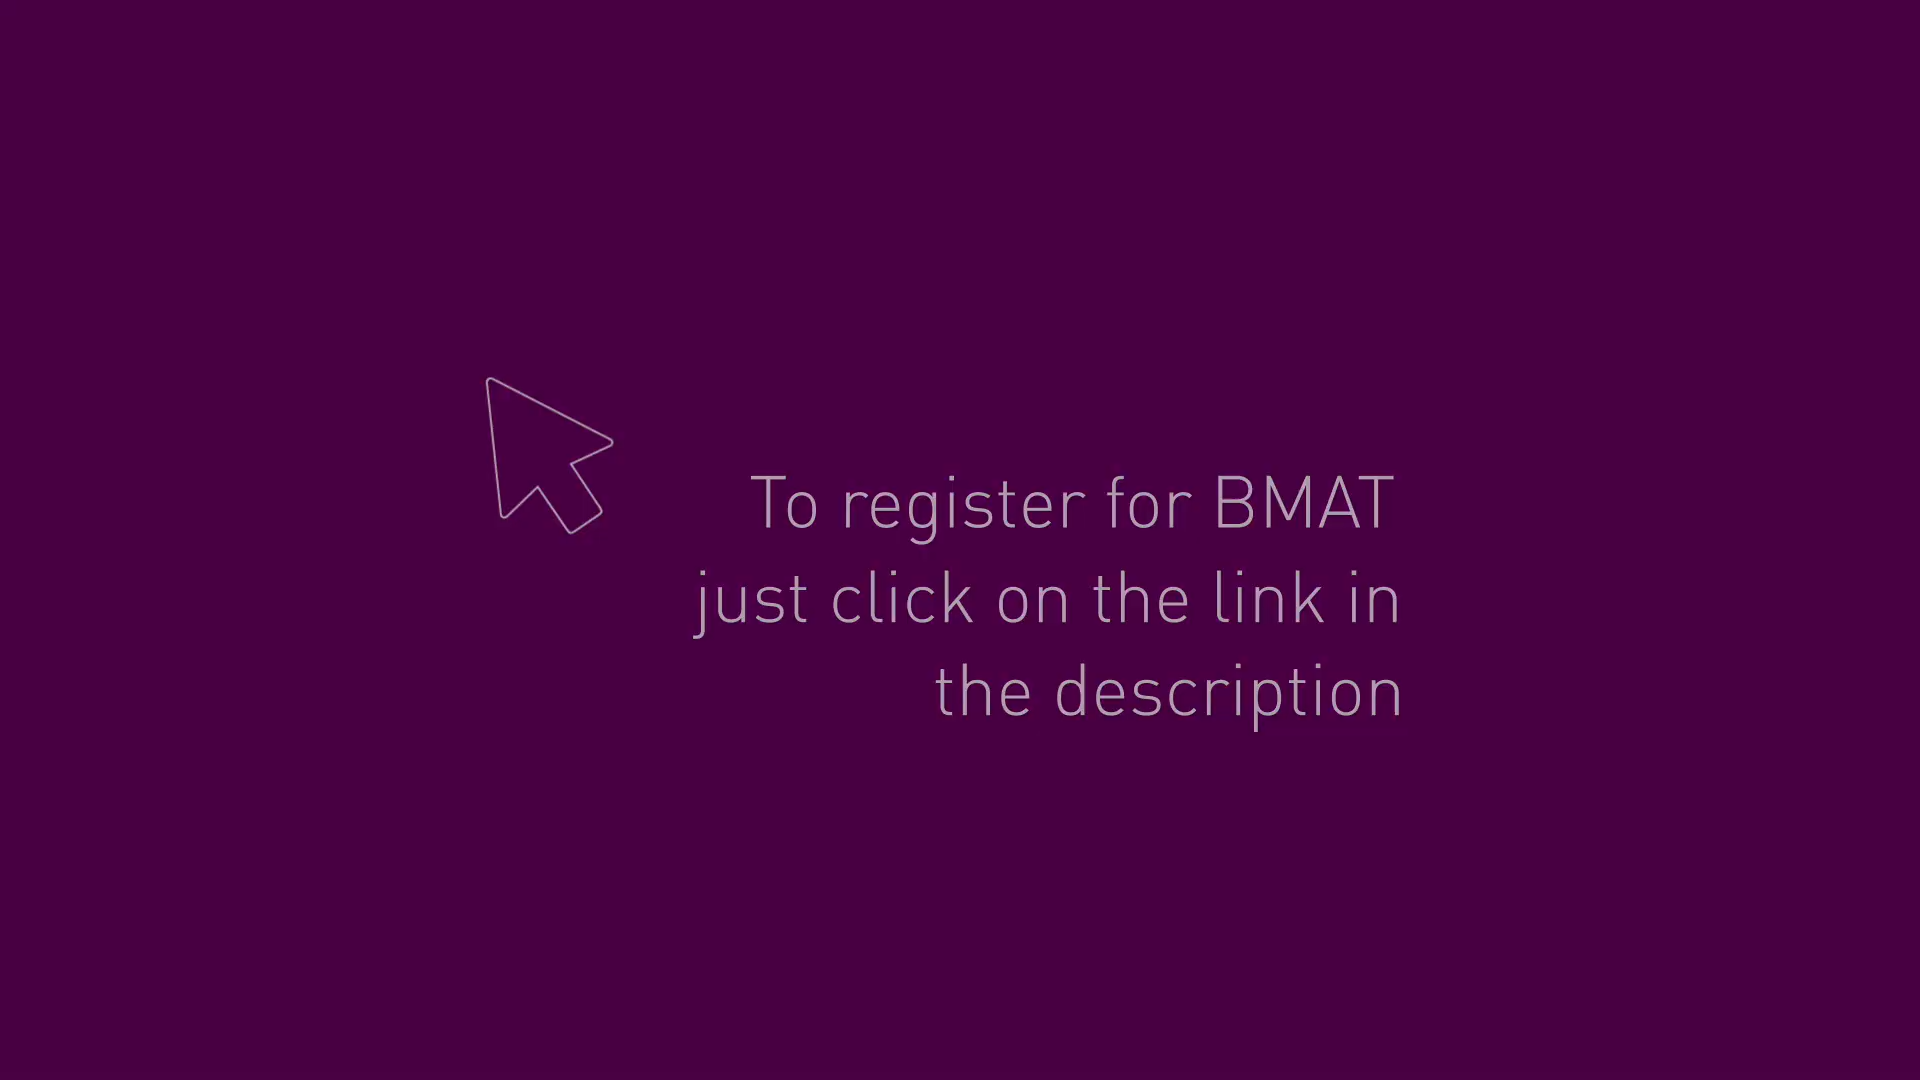 To register for BMAT
just click on the link in
the description